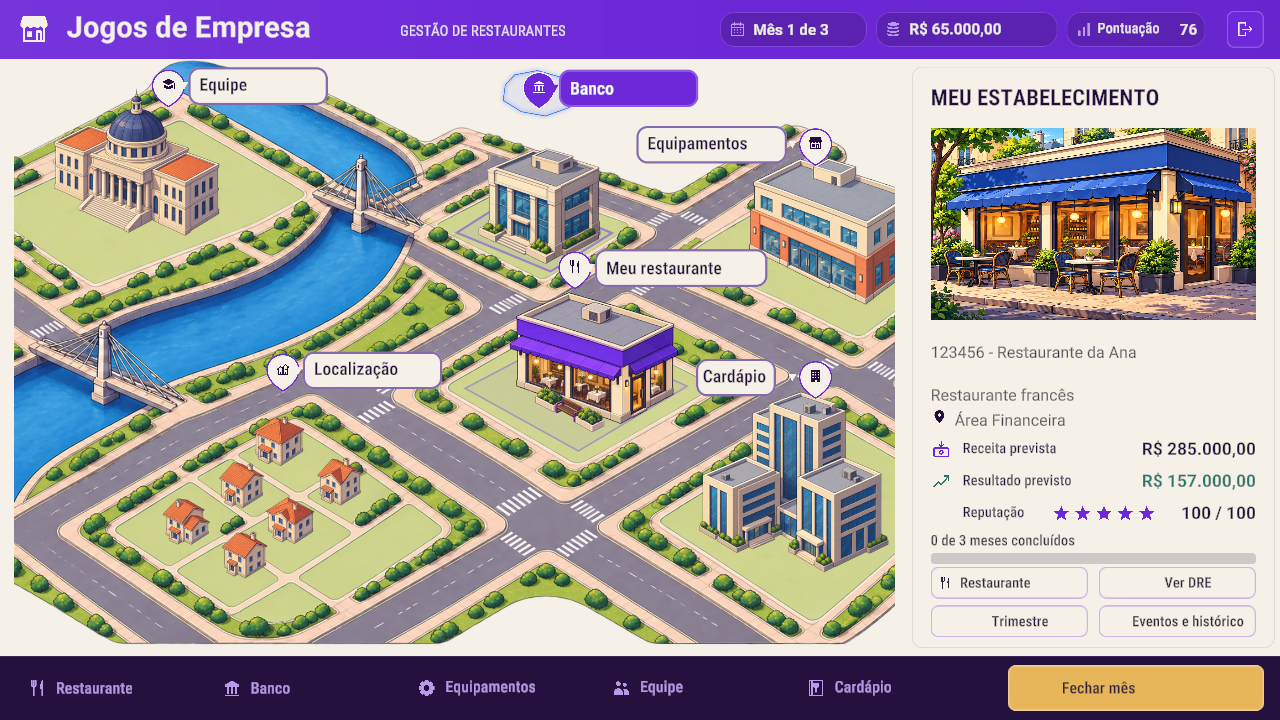 Jogos de Empresa
GESTÃO DE RESTAURANTES
Mês 1 de 3
R$ 65.000,00
Pontuação 76
Equipe
Banco
Equipamentos
Meu restaurante
Localização
Cardápio
MEU ESTABELECIMENTO
123456 - Restaurante da Ana
Restaurante francês
Área Financeira
Receita prevista R$ 285.000,00
Resultado previsto R$ 157.000,00
Reputação 100 / 100
0 de 3 meses concluídos
Restaurante
Ver DRE
Trimestre
Eventos e histórico
Restaurante
Banco
Equipamentos
Equipe
Cardápio
Fechar mês